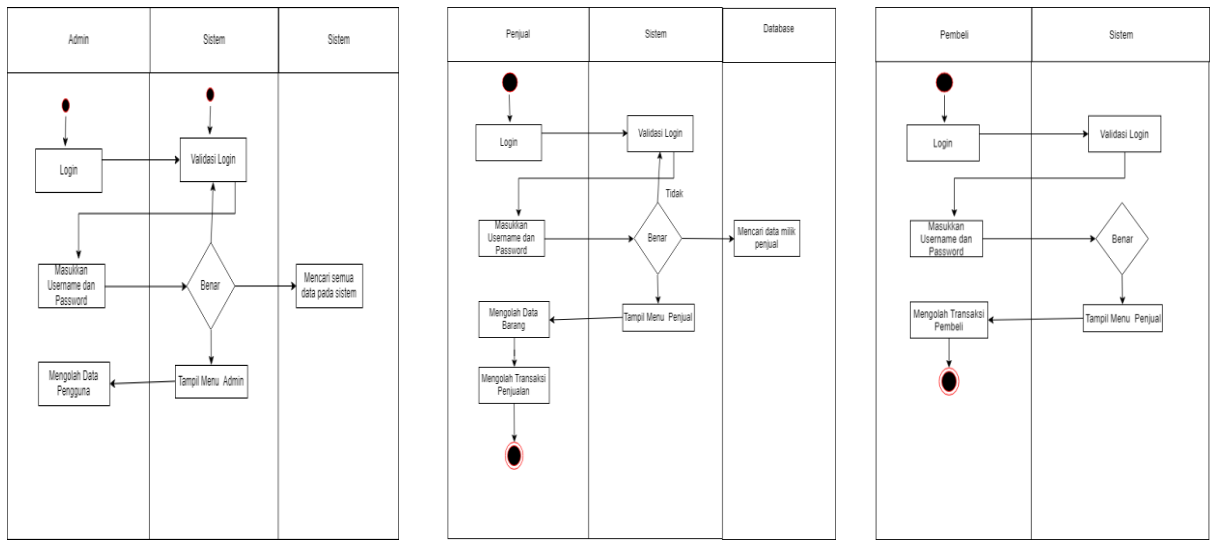 Admin
Sistem
Sistem
Login
Validasi Login
Masukkan
Username dan
Password
Benar
Mencari semua
data pada sistem
Mengolah Data
Pengguna
Tampil Menu Admin
Penjual
Sistem
Database
Login
Validasi Login
Tidak
Masukkan
Username dan
Password
Benar
Mencari data milik
penjual
Mengolah Data
Barang
Tampil Menu Penjual
Mengolah Transaksi
Penjualan
Pembeli
Sistem
Login
Validasi Login
Masukkan
Username dan
Password
Benar
Mengolah Transaksi
Pembeli
Tampil Menu Penjual